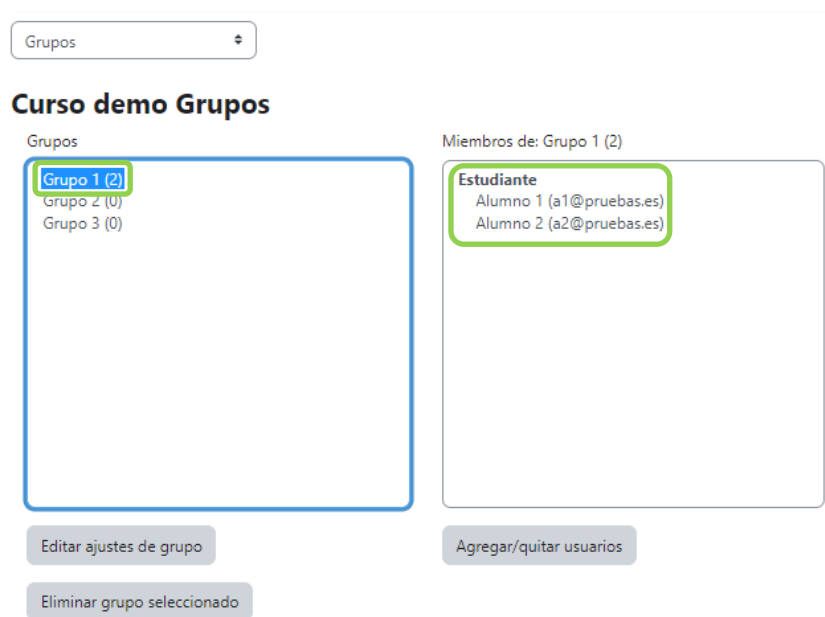 Grupos
Curso demo Grupos
Grupos
Grupo 1 (2)
Grupo 2 (0)
Grupo 3 (0)
Editar ajustes de grupo
Eliminar grupo seleccionado
Miembros de: Grupo 1 (2)
Estudiante
Alumno 1 (a1@pruebas.es)
Alumno 2 (a2@pruebas.es)
Agregar/quitar usuarios